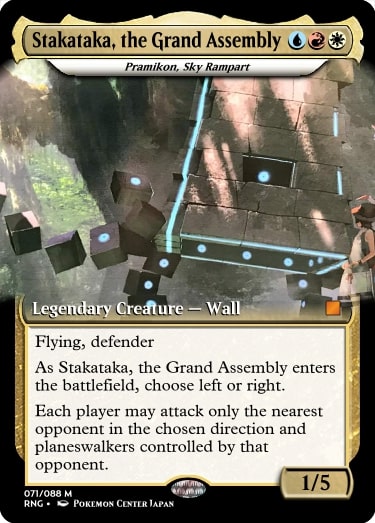 Stakataka, the Grand Assembly
Pramikon, Sky Rampart
Legendary Creature — Wall
Flying, defender
As Stakataka, the Grand Assembly enters
the battlefield, choose left or right.
Each player may attack only the nearest
opponent in the chosen direction and
planeswalkers controlled by that
opponent.
1/5
071/088 M
RNG • Pokemon Center Japan